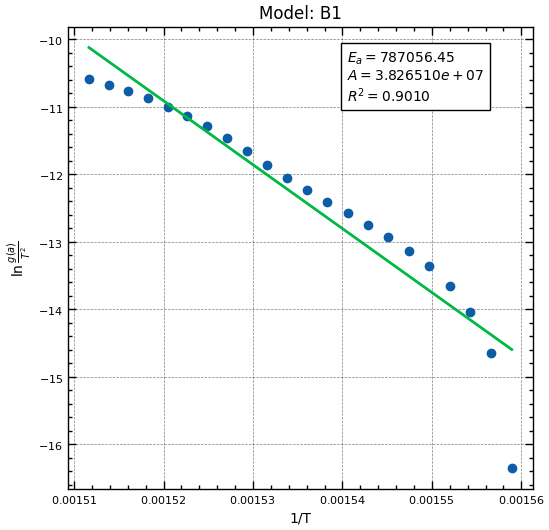 Model: B1
E_a = 787056.45
A = 3.826510e + 07
R² = 0.9010
−10
−11
−12
−13
−14
−15
−16
ln g(a)/T²
0.00151 0.00152 0.00153 0.00154 0.00155 0.00156
1/T